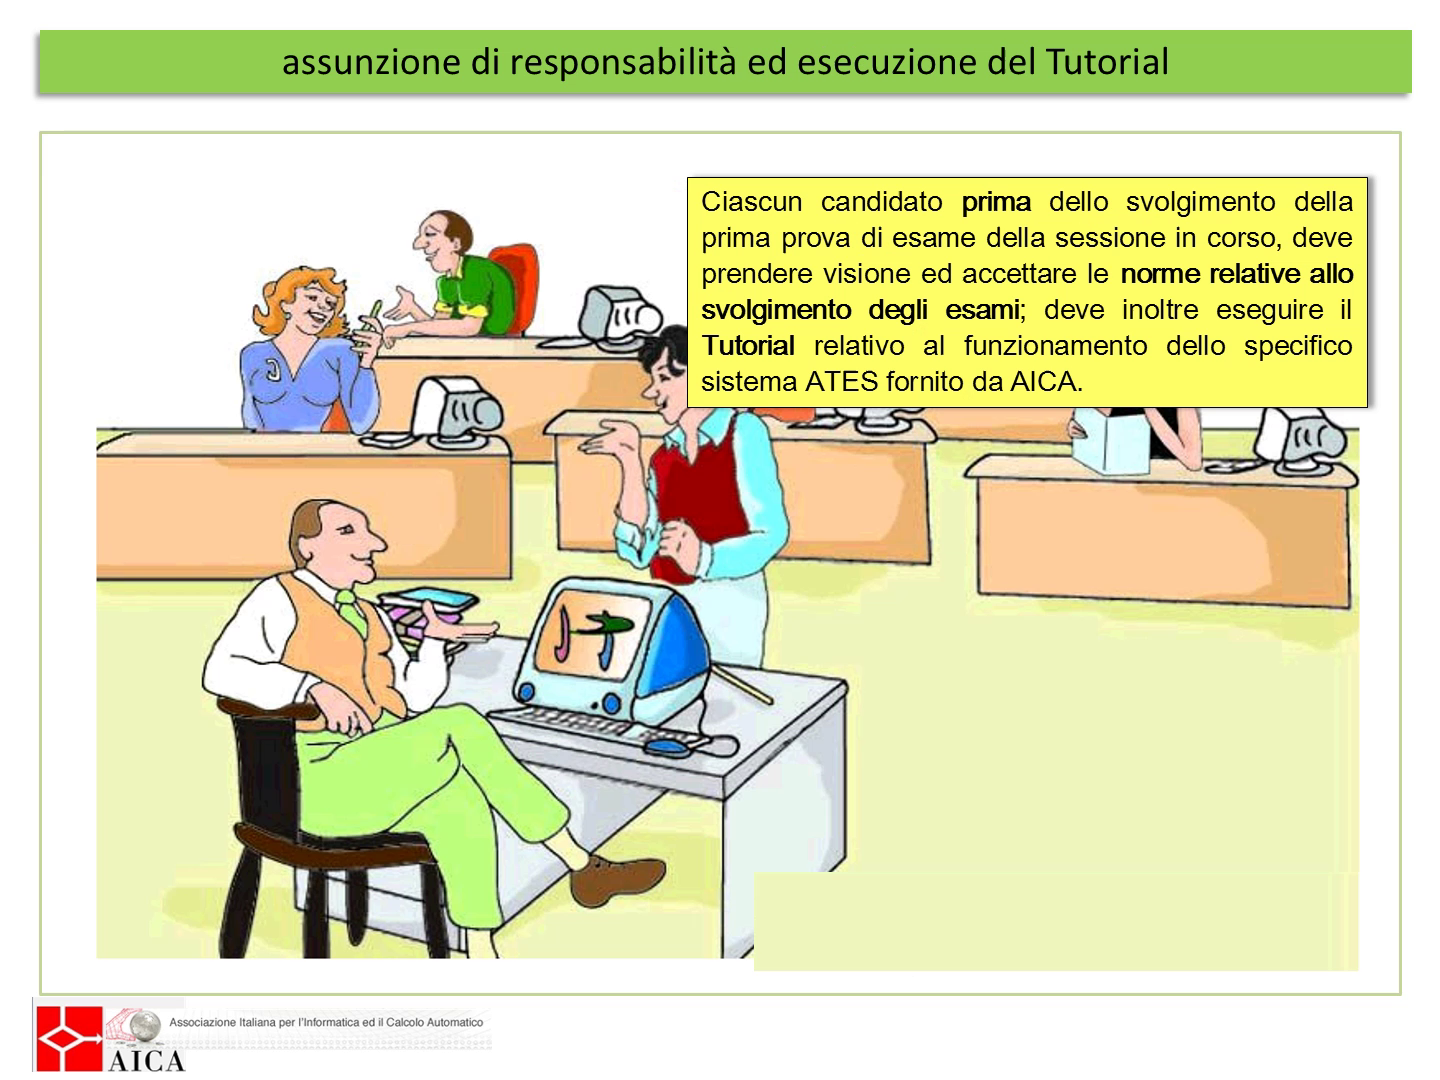 assunzione di responsabilità ed esecuzione del Tutorial
Ciascun candidato prima dello svolgimento della
prima prova di esame della sessione in corso, deve
prendere visione ed accettare le norme relative allo
svolgimento degli esami; deve inoltre eseguire il
Tutorial relativo al funzionamento dello specifico
sistema ATES fornito da AICA.
Associazione Italiana per l'Informatica ed il Calcolo Automatico
AICA